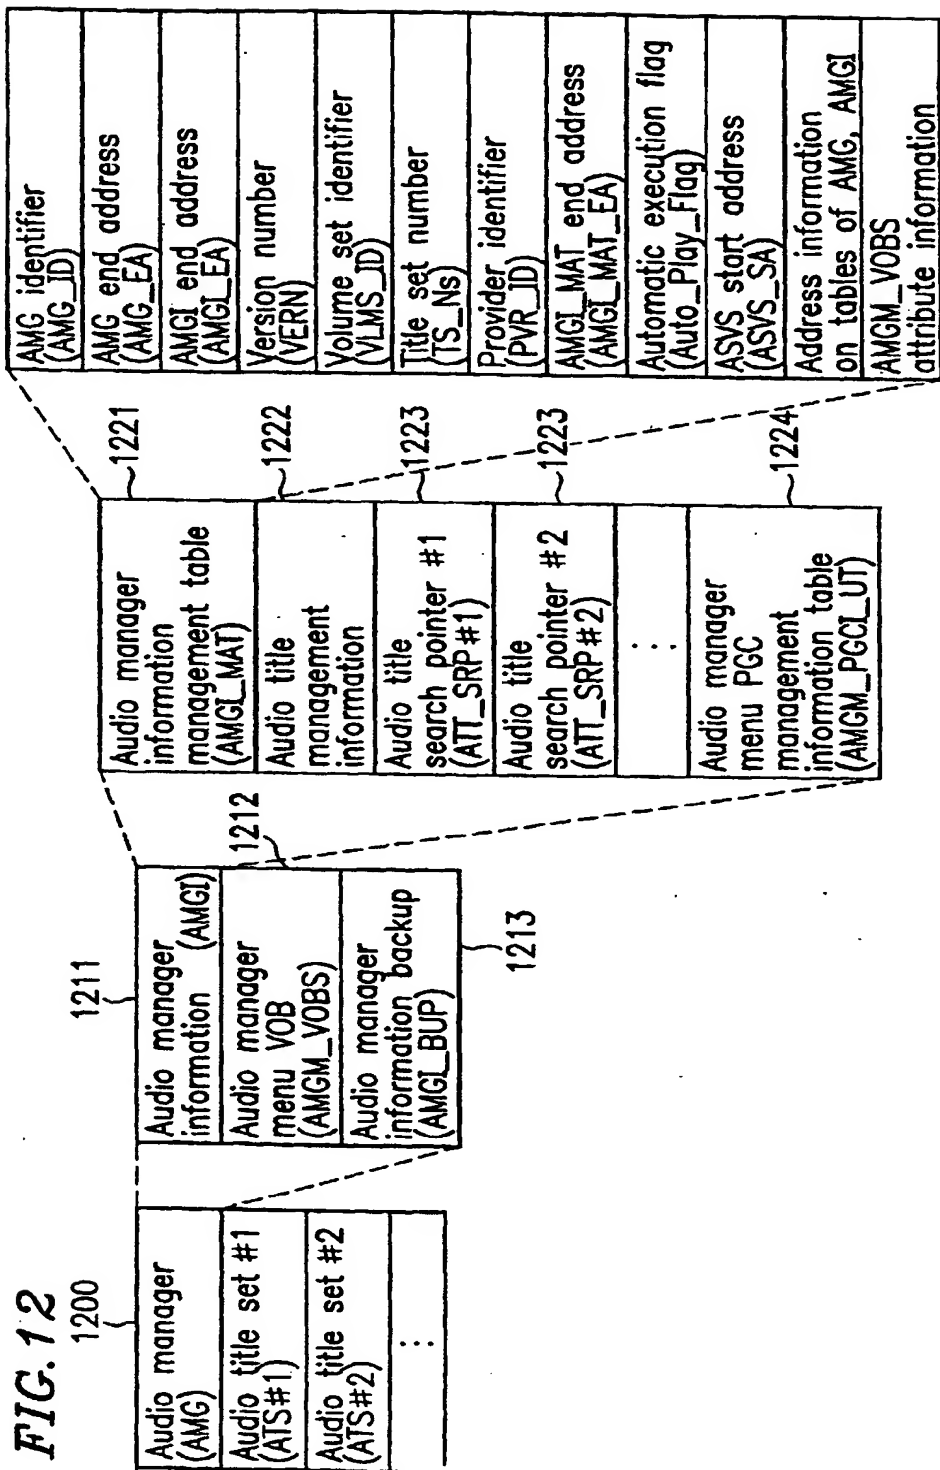 FIG.12
1200
Audio manager
(AMG)
Audio title set #1
(ATS#1)
Audio title set #2
(ATS#2)
⋮
1211
Audio manager
information (AMGI)
Audio manager
menu VOB
(AMGM_VOBS)
1212
Audio manager
information backup
(AMGI_BUP)
1213
Audio manager
information
management table
(AMGI_MAT)
1221
Audio title
management
information
1222
Audio title
search pointer #1
(ATT_SRP#1)
1223
Audio title
search pointer #2
(ATT_SRP#2)
1223
⋮
Audio manager
menu PGC
management
information table
(AMGM_PGCI_UT)
1224
AMG identifier
(AMG_ID)
AMG end address
(AMG_EA)
AMGI end address
(AMGI_EA)
Version number
(VERN)
Volume set identifier
(VLMS_ID)
Title set number
(TS_Ns)
Provider identifier
(PVR_ID)
AMGI_MAT end address
(AMGI_MAT_EA)
Automatic execution flag
(Auto_Play_Flag)
ASVS start address
(ASVS_SA)
Address information
on tables of AMG, AMGI
AMGM_VOBS
attribute information